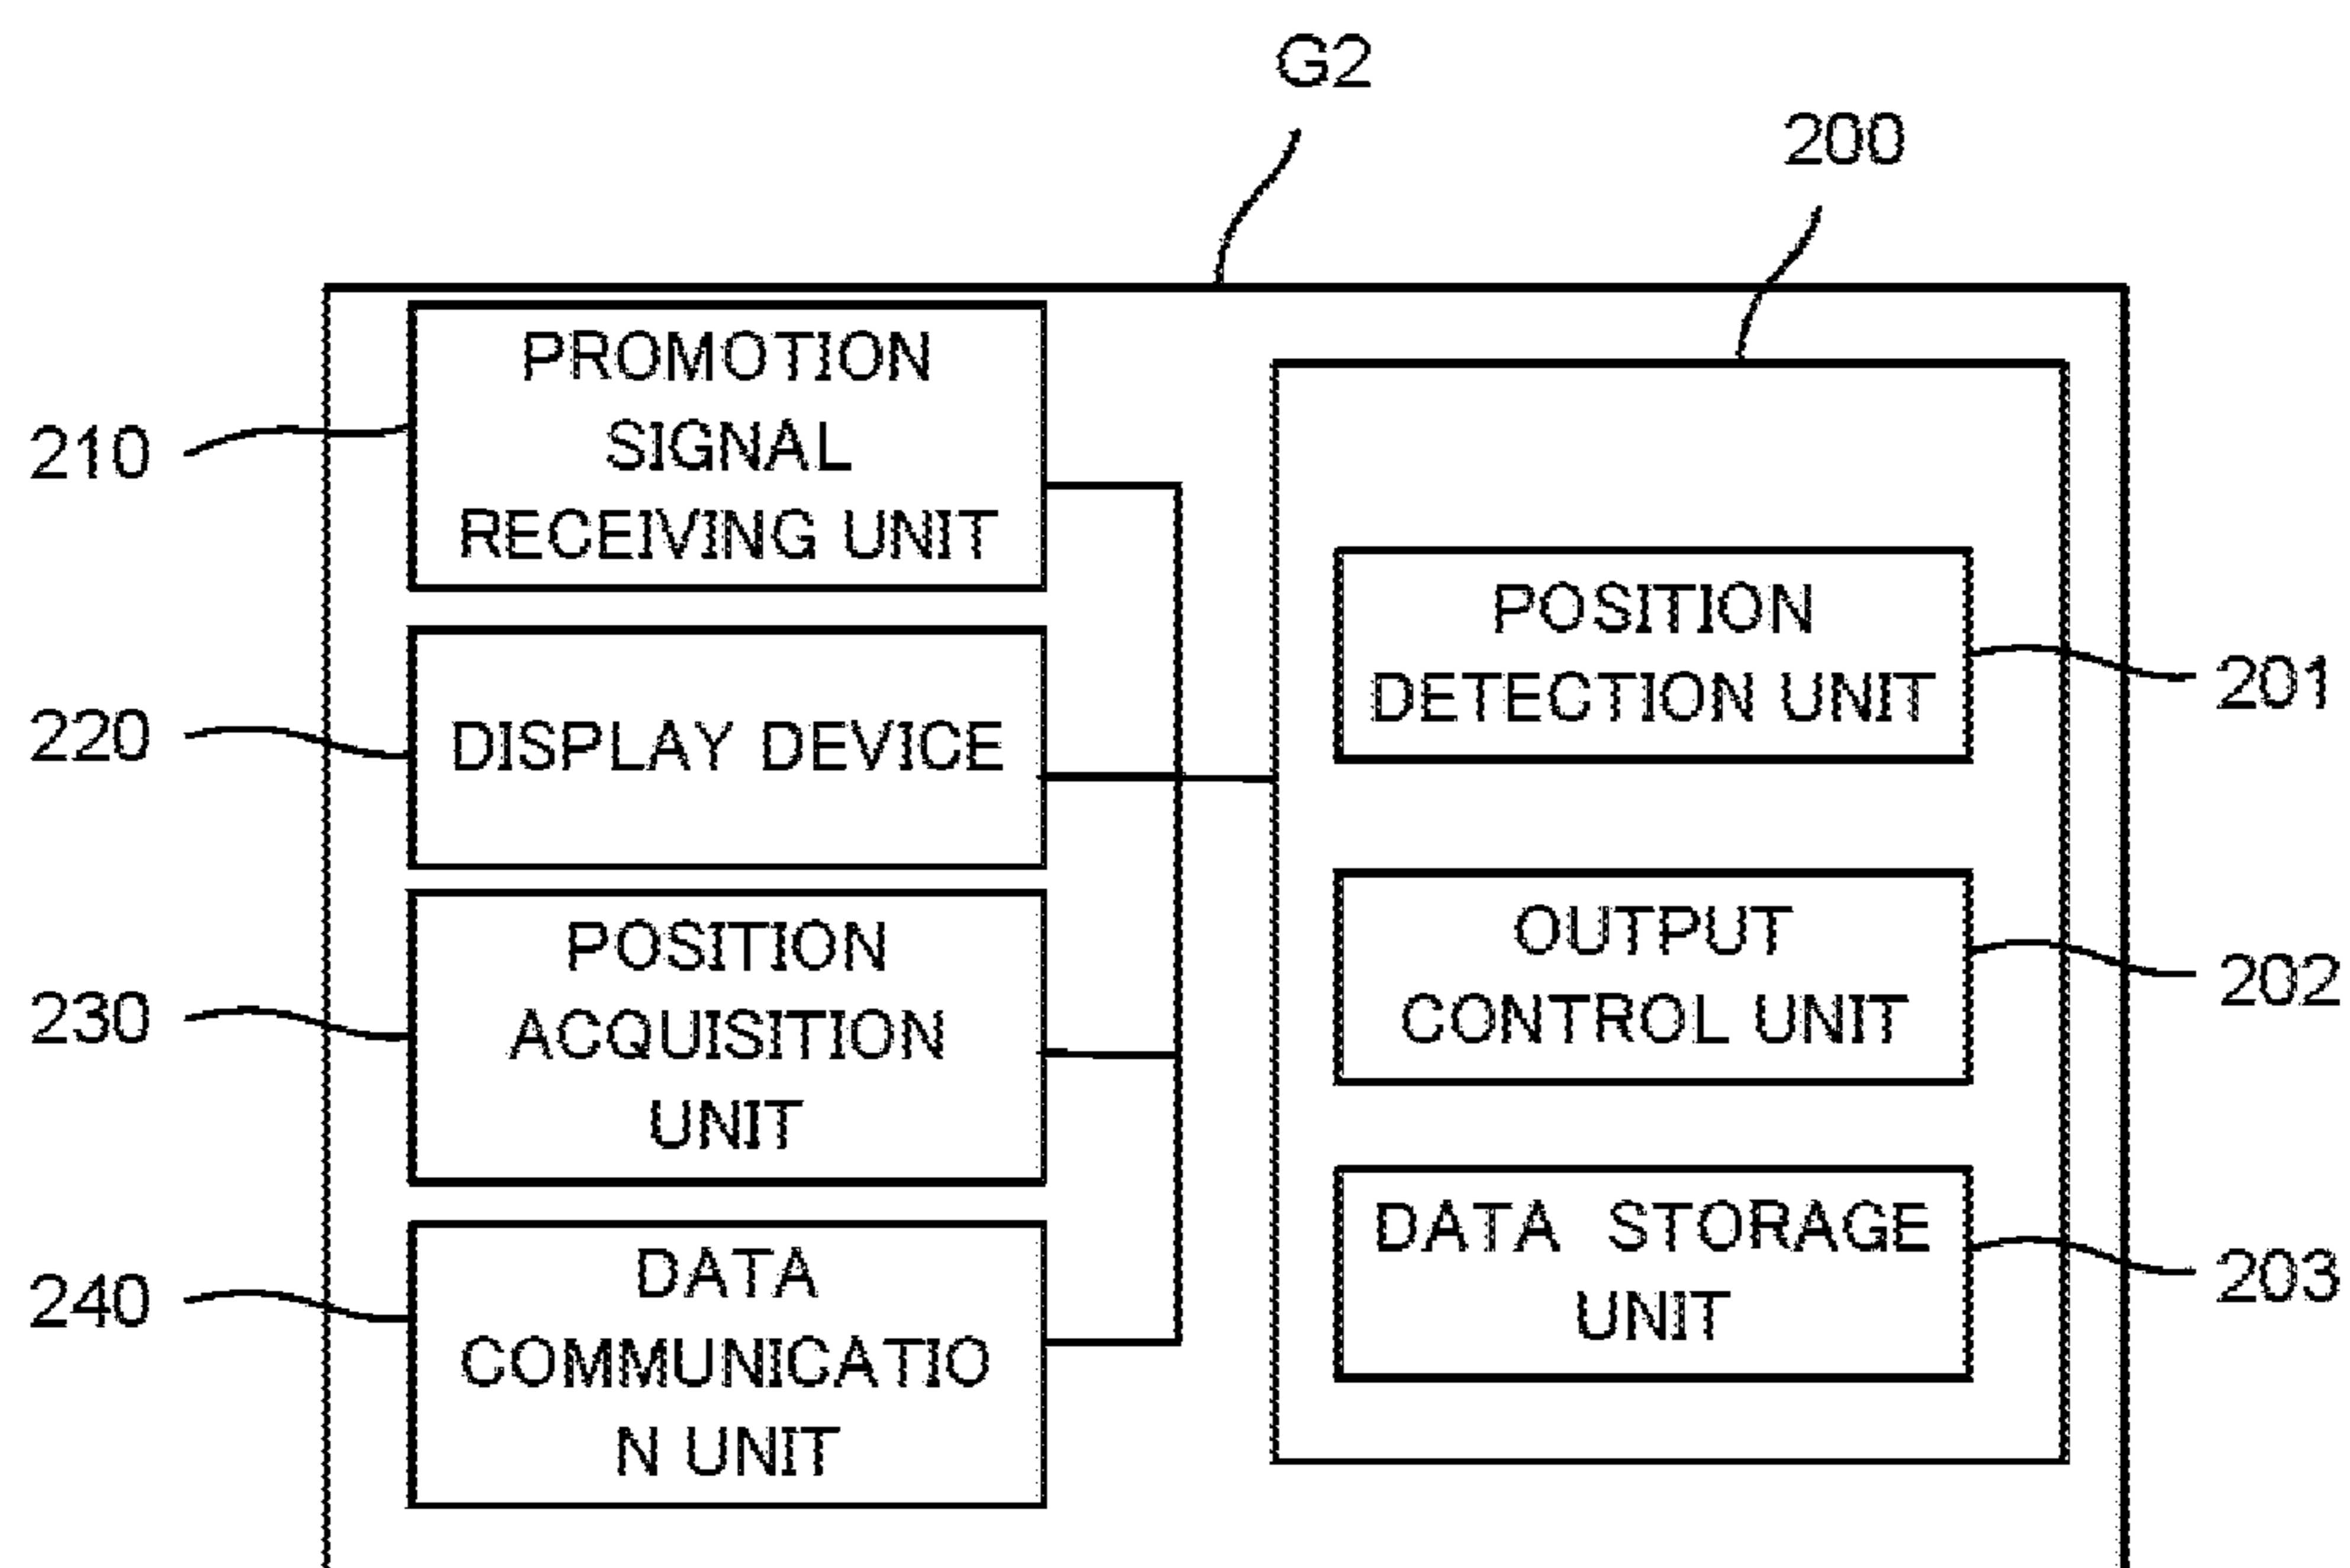 G2
200
210
PROMOTION
SIGNAL
RECEIVING UNIT
220
DISPLAY DEVICE
230
POSITION
ACQUISITION
UNIT
240
DATA
COMMUNICATIO
N UNIT
POSITION
DETECTION UNIT
201
OUTPUT
CONTROL UNIT
202
DATA STORAGE
UNIT
203